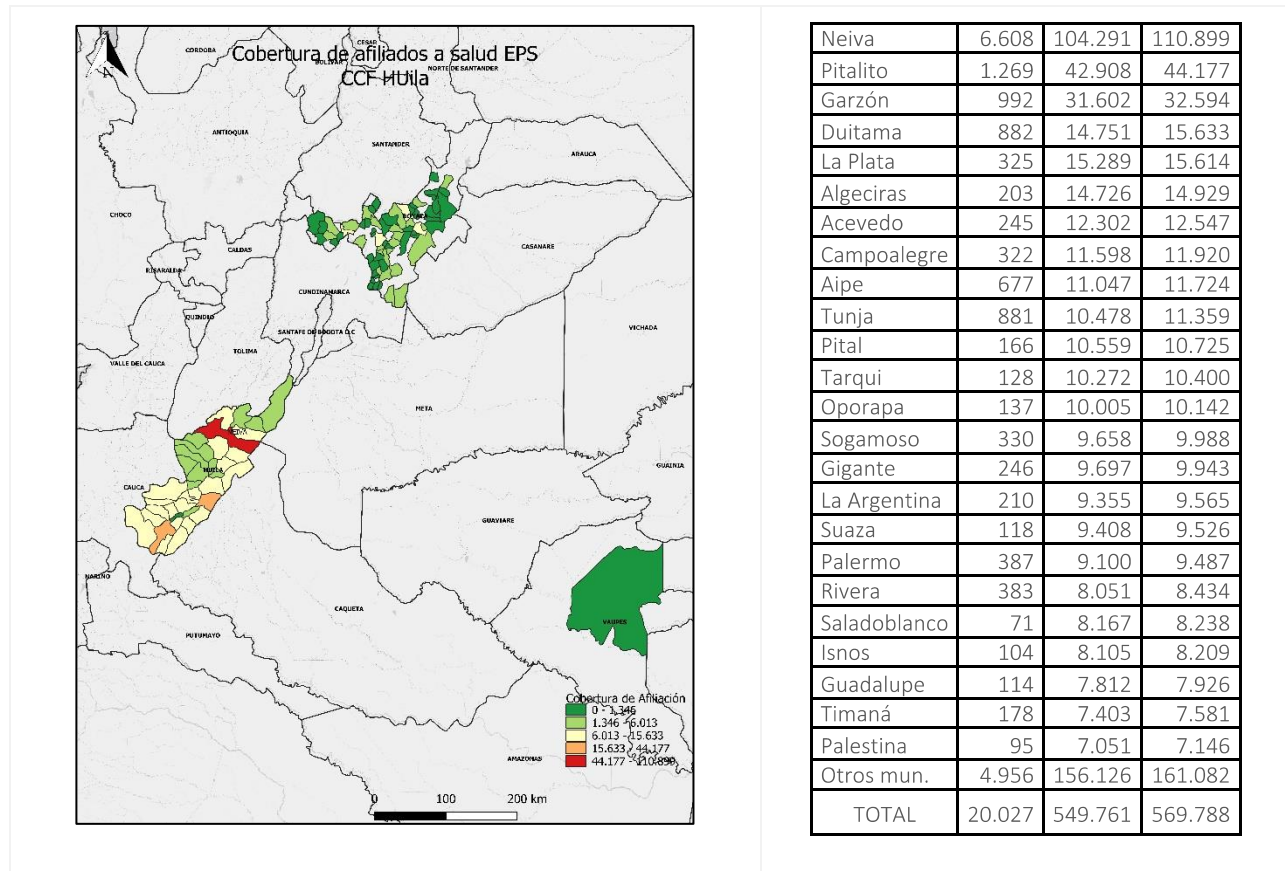 Cobertura de afiliados a salud EPS
CCF HUila
CORDOBA
CESAR
BOLIVAR
NORTE DE SANTANDER
ANTIOQUIA
SANTANDER
ARAUCA
CHOCO
BOYACA
CALDAS
CASANARE
RISARALDA
CUNDINAMARCA
QUINDIO
SANTAFE DE BOGOTA D.C
VICHADA
TOLIMA
VALLE DEL CAUCA
META
NEIVA
HUILA
GUAINIA
CAUCA
GUAVIARE
NARIÑO
CAQUETA
VAUPES
PUTUMAYO
AMAZONAS
Cobertura de Afiliación
0 - 1.346
1.346 - 6.013
6.013 - 15.633
15.633 - 44.177
44.177 - 110.899
0 100 200 km
Neiva 6.608 104.291 110.899
Pitalito 1.269 42.908 44.177
Garzón 992 31.602 32.594
Duitama 882 14.751 15.633
La Plata 325 15.289 15.614
Algeciras 203 14.726 14.929
Acevedo 245 12.302 12.547
Campoalegre 322 11.598 11.920
Aipe 677 11.047 11.724
Tunja 881 10.478 11.359
Pital 166 10.559 10.725
Tarqui 128 10.272 10.400
Oporapa 137 10.005 10.142
Sogamoso 330 9.658 9.988
Gigante 246 9.697 9.943
La Argentina 210 9.355 9.565
Suaza 118 9.408 9.526
Palermo 387 9.100 9.487
Rivera 383 8.051 8.434
Saladoblanco 71 8.167 8.238
Isnos 104 8.105 8.209
Guadalupe 114 7.812 7.926
Timaná 178 7.403 7.581
Palestina 95 7.051 7.146
Otros mun. 4.956 156.126 161.082
TOTAL 20.027 549.761 569.788